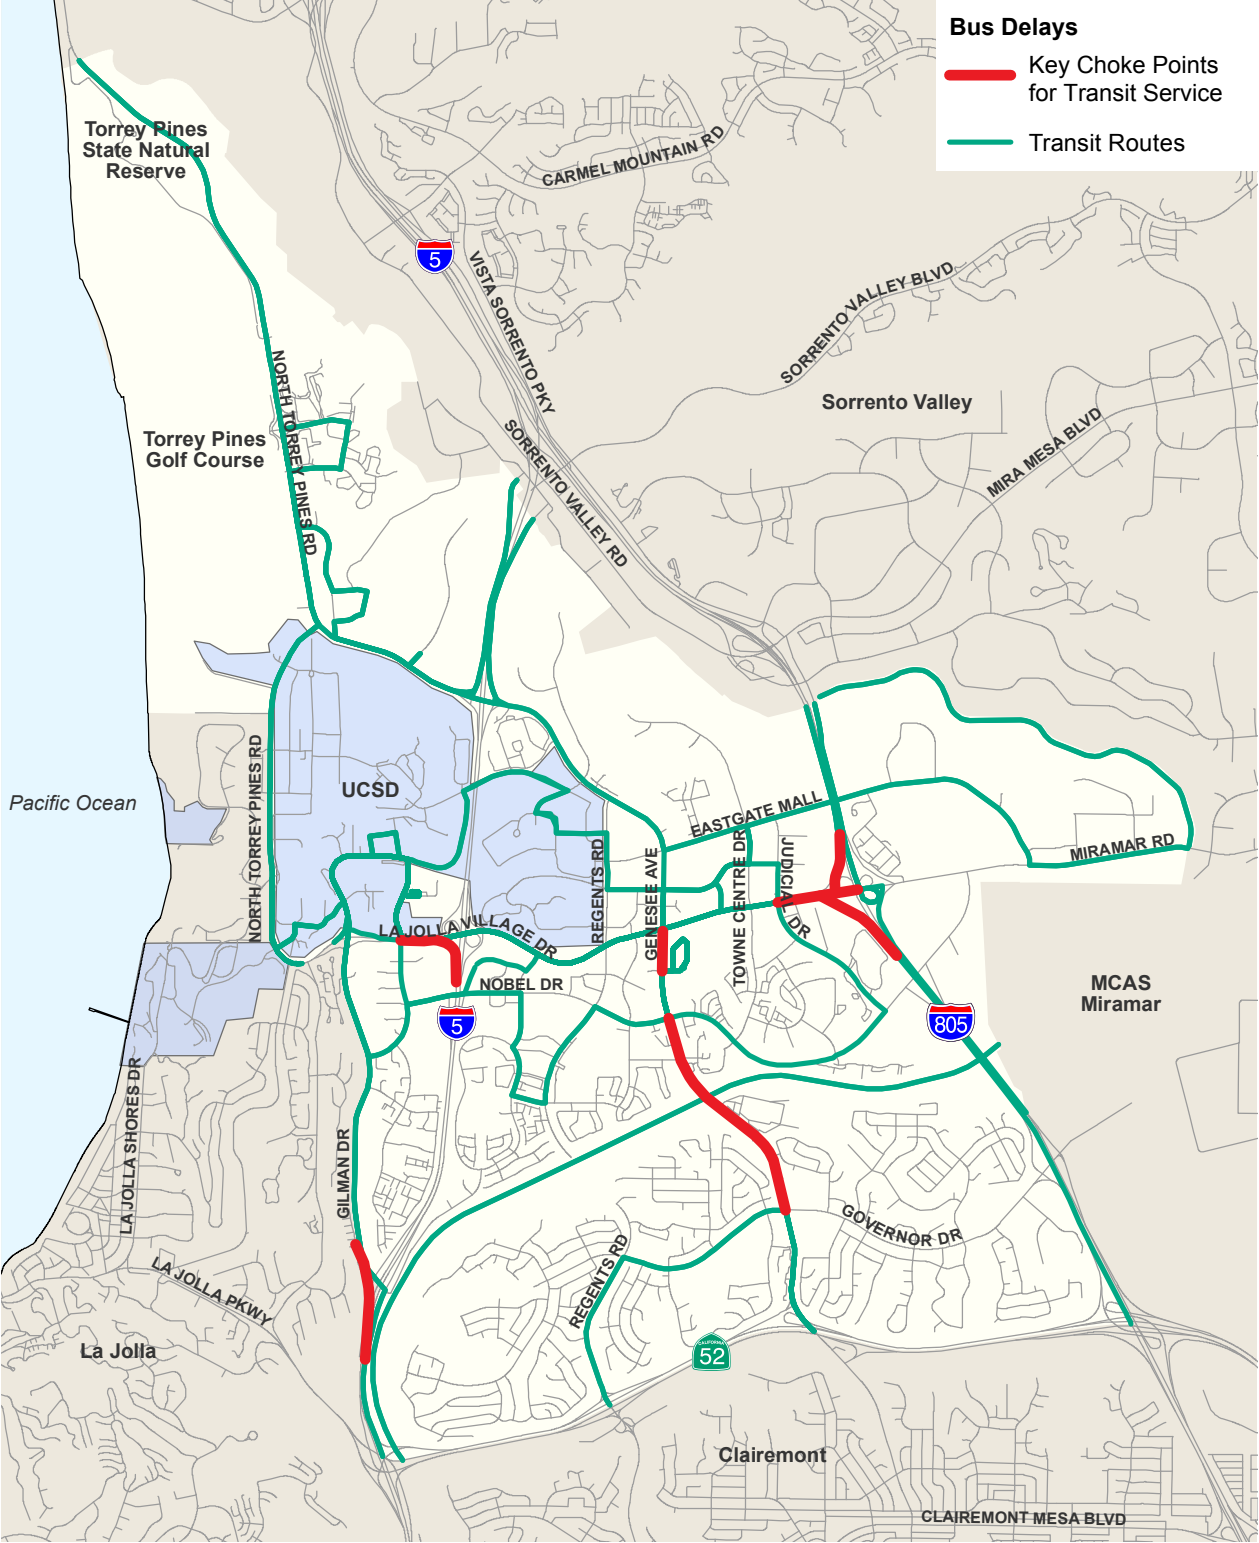 Bus Delays
Key Choke Points
for Transit Service
Transit Routes
Torrey Pines
State Natural
Reserve
CARMEL MOUNTAIN RD
5
VISTA SORRENTO PKY
SORRENTO VALLEY BLVD
NORTH TORREY PINES RD
Sorrento Valley
Torrey Pines
Golf Course
MIRA MESA BLVD
SORRENTO VALLEY RD
NORTH TORREY PINES RD
UCSD
Pacific Ocean
EASTGATE MALL
MIRAMAR RD
REGENTS RD
GENESEE AVE
TOWNE CENTRE DR
JUDICIAL DR
LA JOLLA VILLAGE DR
NOBEL DR
MCAS
Miramar
5
805
LA JOLLA SHORES DR
GILMAN DR
GOVERNOR DR
REGENTS RD
LA JOLLA PKWY
La Jolla
CALIFORNIA
52
Clairemont
CLAIREMONT MESA BLVD